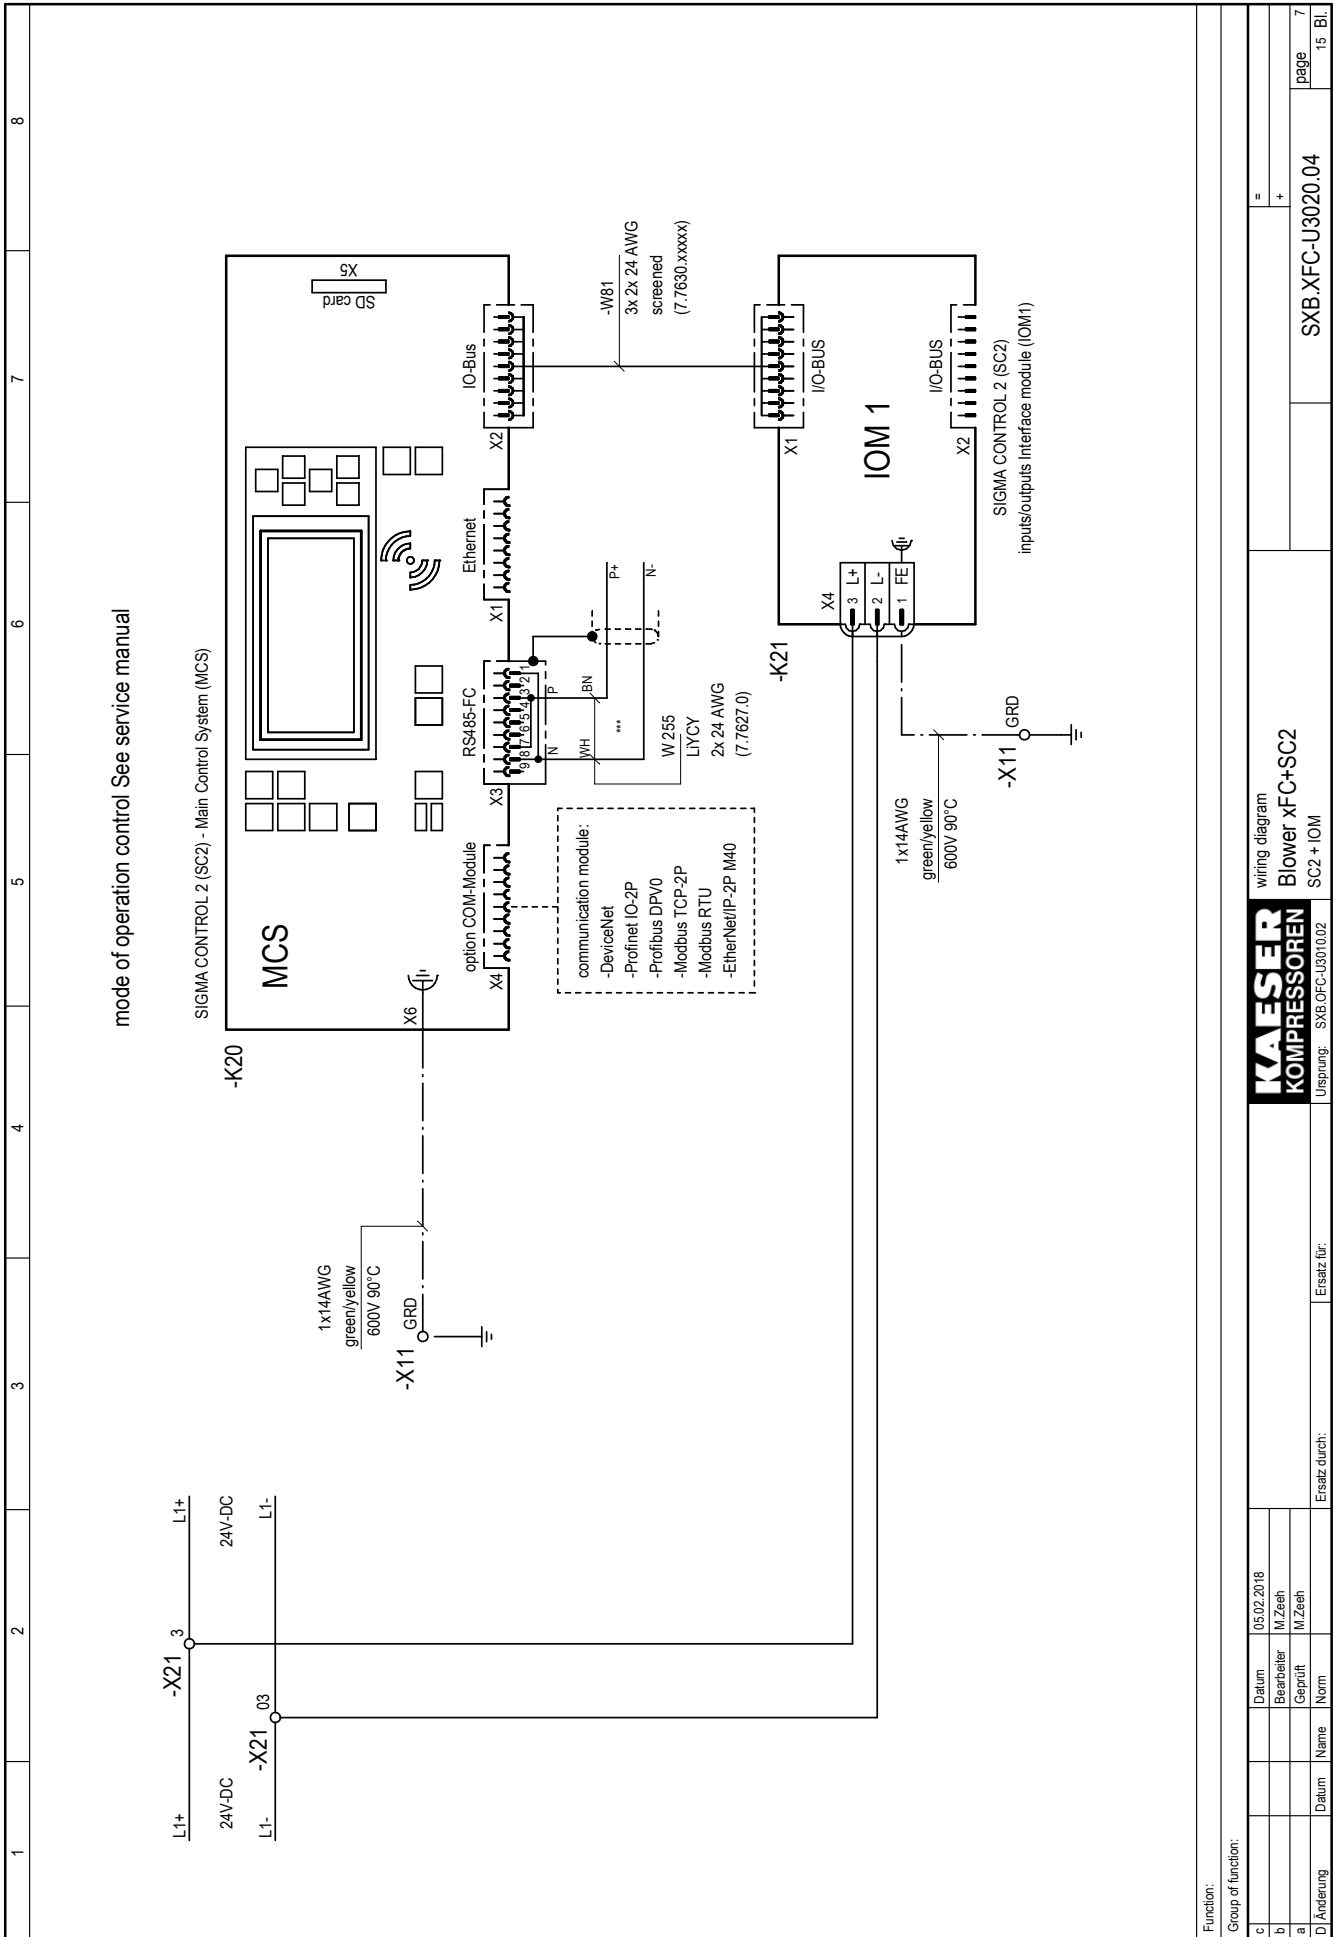 1
2
3
4
5
6
7
8
mode of operation control See service manual
SIGMA CONTROL 2 (SC2) - Main Control System (MCS)
L1+
24V-DC
L1-
-X21
3
-X21
03
L1+
24V-DC
L1-
-K20
MCS
X6
SD card
X5
1x14AWG
green/yellow
600V 90°C
-X11
GRD
option COM-Module
X4
RS485-FC
X3
9
8
7
6
5
4
3
2
1
N
P
Ethernet
X1
IO-Bus
X2
communication module:
-DeviceNet
-Profinet IO-2P
-Profibus DPV0
-Modbus TCP-2P
-Modbus RTU
-EtherNet/IP-2P M40
WH
BN
***
P+
N-
W 255
LiYCY
2x 24 AWG
(7.7627.0)
-W81
3x 2x 24 AWG
screened
(7.7630.xxxxx)
-K21
X4
3
L+
2
L-
1
FE
X1
I/O-BUS
IOM 1
X2
I/O-BUS
SIGMA CONTROL 2 (SC2)
inputs/outputs Interface module (IOM1)
1x14AWG
green/yellow
600V 90°C
-X11
GRD
Function:
Group of function:
c
b
a
D
Änderung
Datum
Name
Datum
05.02.2018
Bearbeiter
M.Zeeh
Geprüft
M.Zeeh
Norm
Ersatz durch:
Ersatz für:
Ursprung:
SXB.OFC-U3010.02
KAESER
KOMPRESSOREN
wiring diagram
Blower xFC+SC2
SC2 + IOM
=
+
SXB.XFC-U3020.04
page
7
15
Bl.